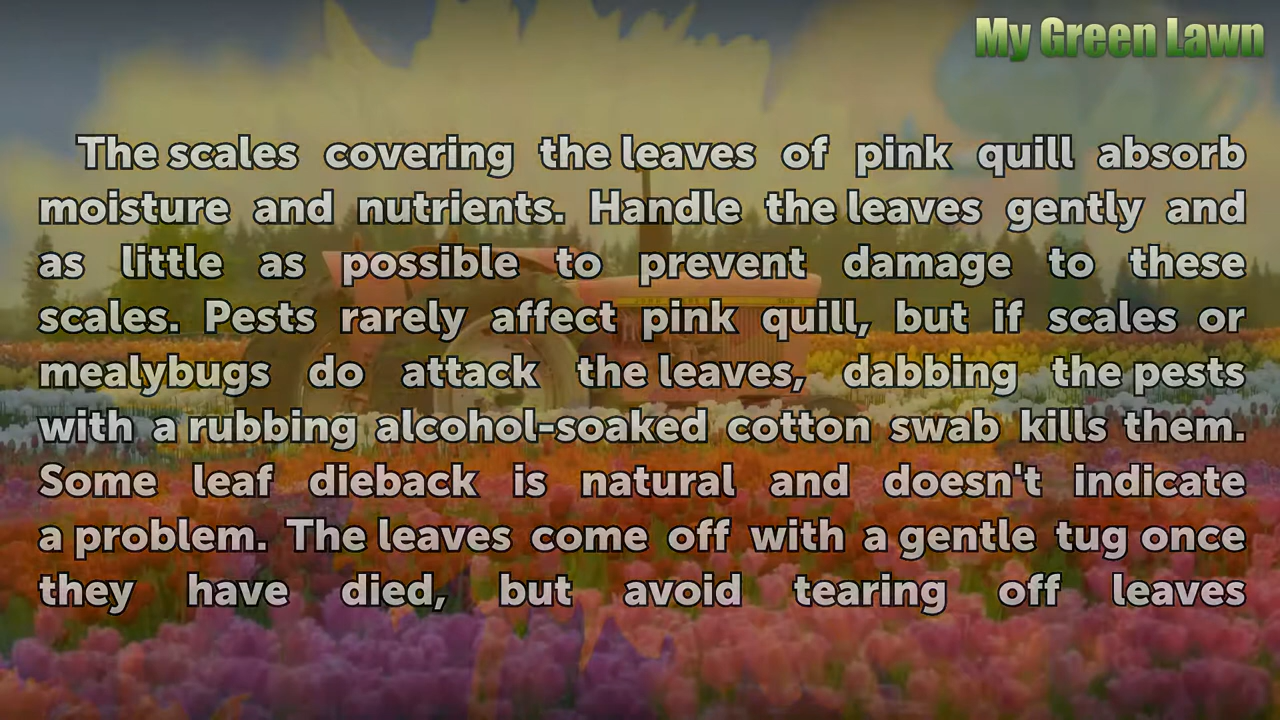 My Green Lawn
The scales covering the leaves of pink quill absorb
moisture and nutrients. Handle the leaves gently and
as little as possible to prevent damage to these
scales. Pests rarely affect pink quill, but if scales or
mealybugs do attack the leaves, dabbing the pests
with a rubbing alcohol-soaked cotton swab kills them.
Some leaf dieback is natural and doesn't indicate
a problem. The leaves come off with a gentle tug once
they have died, but avoid tearing off leaves